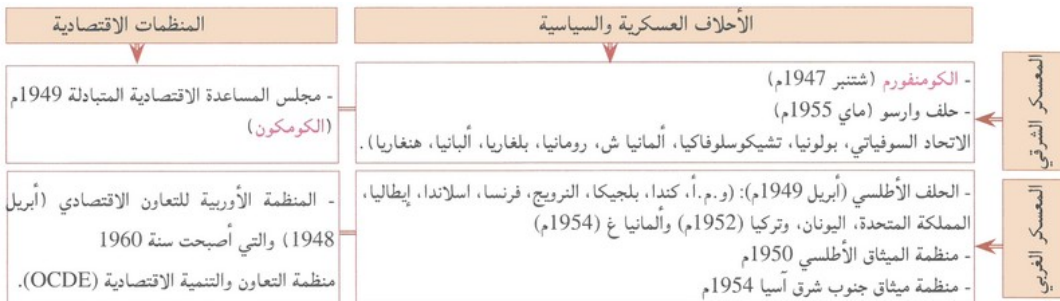 الأحلاف العسكرية والسياسية
المنظمات الاقتصادية
المعسكر الشرقي
- الكومنفورم (شتنبر 1947م)
- حلف وارسو (ماي 1955م)
الاتحاد السوفياتي، بولونيا، تشيكوسلوفاكيا، ألمانيا ش، رومانيا، بلغاريا، ألبانيا، هنغاريا).
- مجلس المساعدة الاقتصادية المتبادلة 1949م
(الكومكون)
المعسكر الغربي
- الحلف الأطلسي (أبريل 1949م): (و.م.أ، كندا، بلجيكا، النرويج، فرنسا، اسلاندا، إيطاليا،
المملكة المتحدة، اليونان، وتركيا (1952م) وألمانيا غ (1954م)
- منظمة الميثاق الأطلسي 1950م
- منظمة ميثاق جنوب شرق آسيا 1954م
- المنظمة الأوربية للتعاون الاقتصادي (أبريل
1948) والتي أصبحت سنة 1960
منظمة التعاون والتنمية الاقتصادية (OCDE).